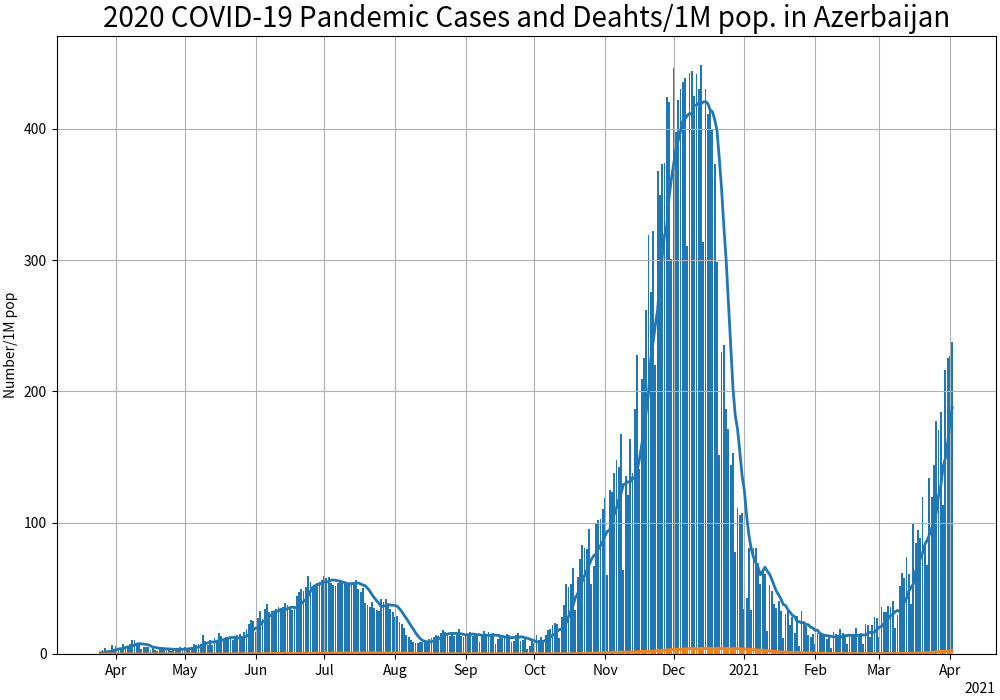 2020 COVID-19 Pandemic Cases and Deahts/1M pop. in Azerbaijan
Number/1M pop
400
300
200
100
0
Apr May Jun Jul Aug Sep Oct Nov Dec 2021 Feb Mar Apr
2021